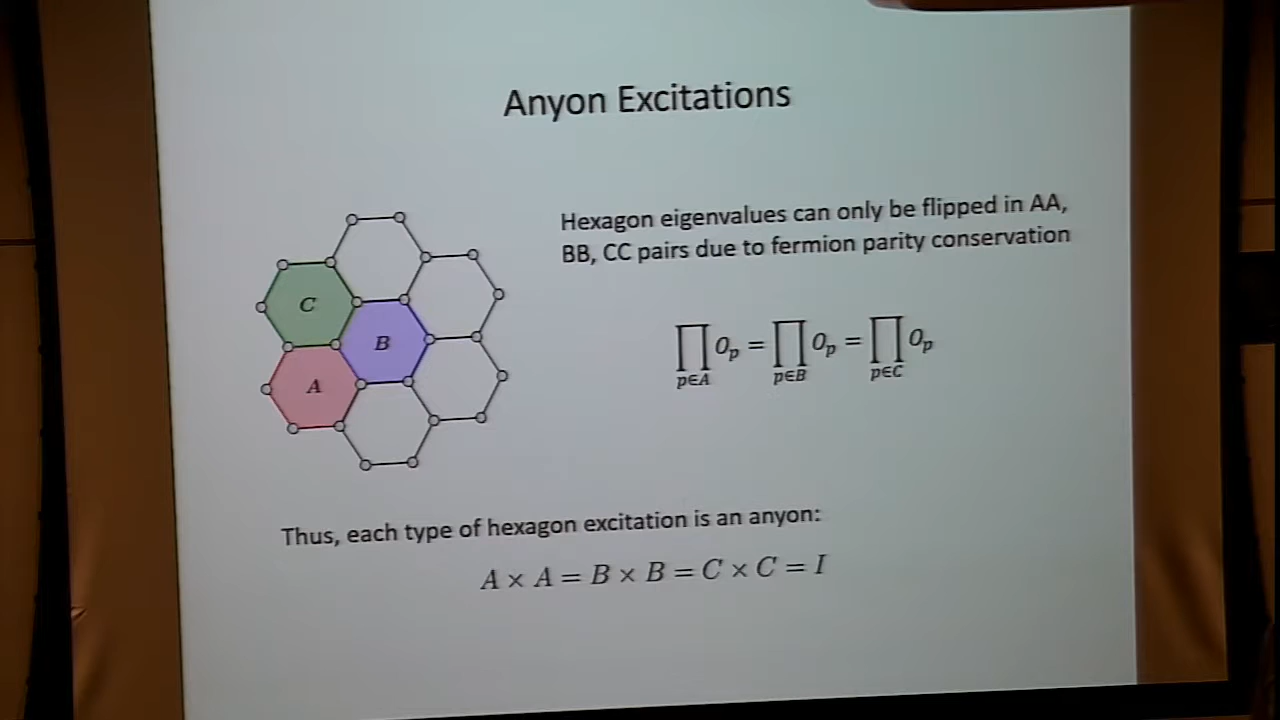 Anyon Excitations
Hexagon eigenvalues can only be flipped in AA,
BB, CC pairs due to fermion parity conservation
C
B
A
∏_{p∈A} O_p = ∏_{p∈B} O_p = ∏_{p∈C} O_p
Thus, each type of hexagon excitation is an anyon:
A × A = B × B = C × C = I